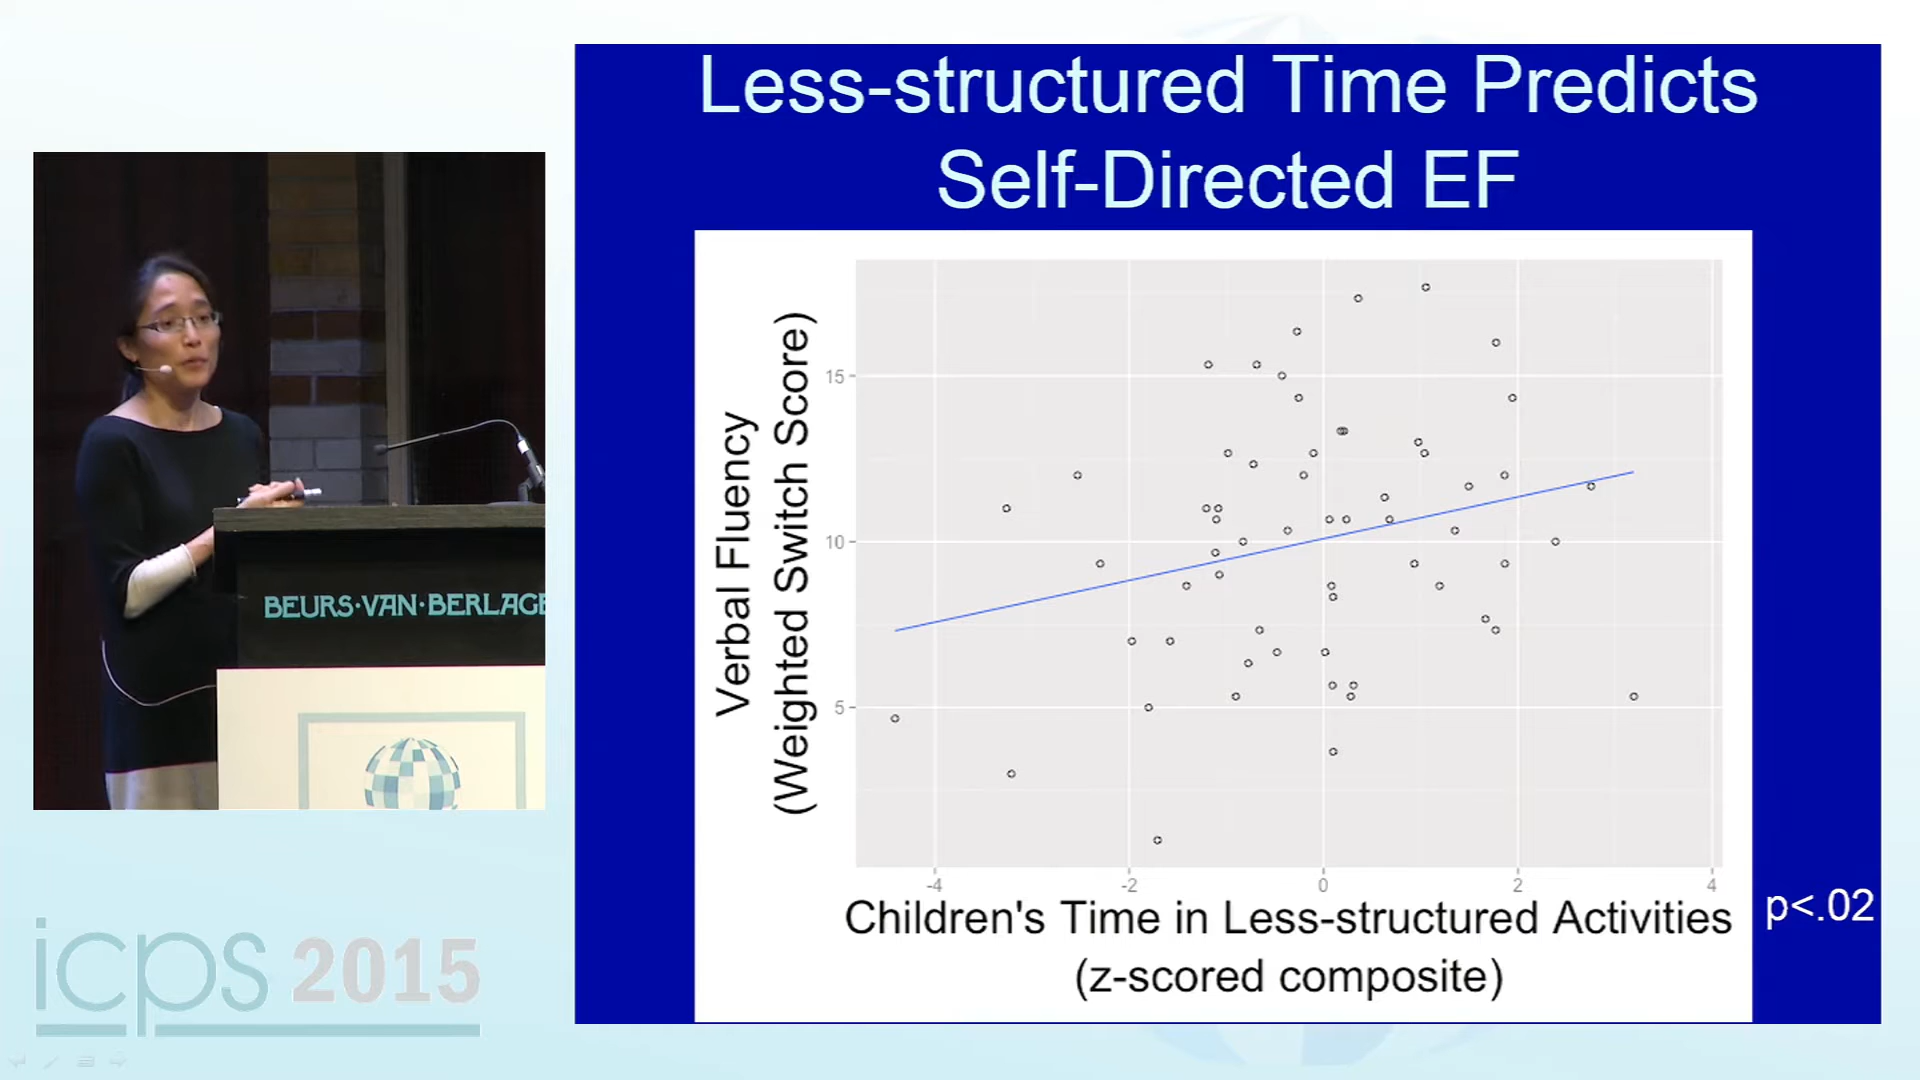 Less-structured Time Predicts
Self-Directed EF
Verbal Fluency
(Weighted Switch Score)
15
10
5
-4
-2
0
2
4
Children's Time in Less-structured Activities
(z-scored composite)
p<.02
BEURS·VAN·BERLAGE
icps 2015